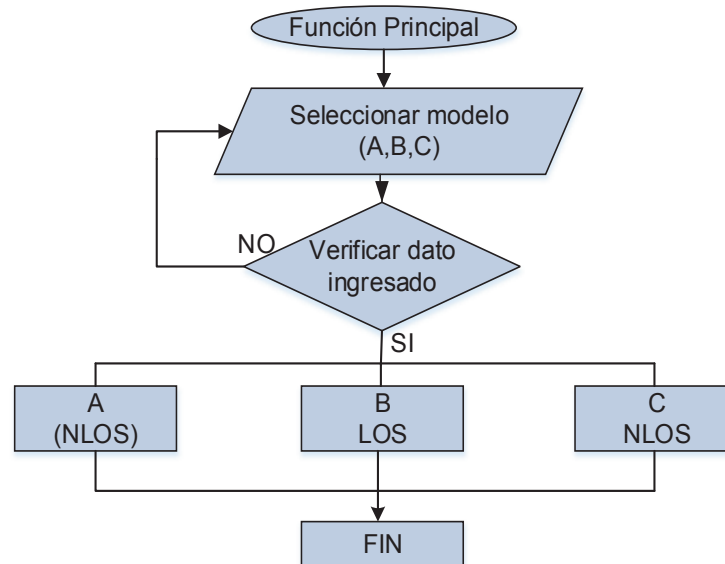 Función Principal
Seleccionar modelo
(A,B,C)
NO
Verificar dato
ingresado
SI
A
(NLOS)
B
LOS
C
NLOS
FIN